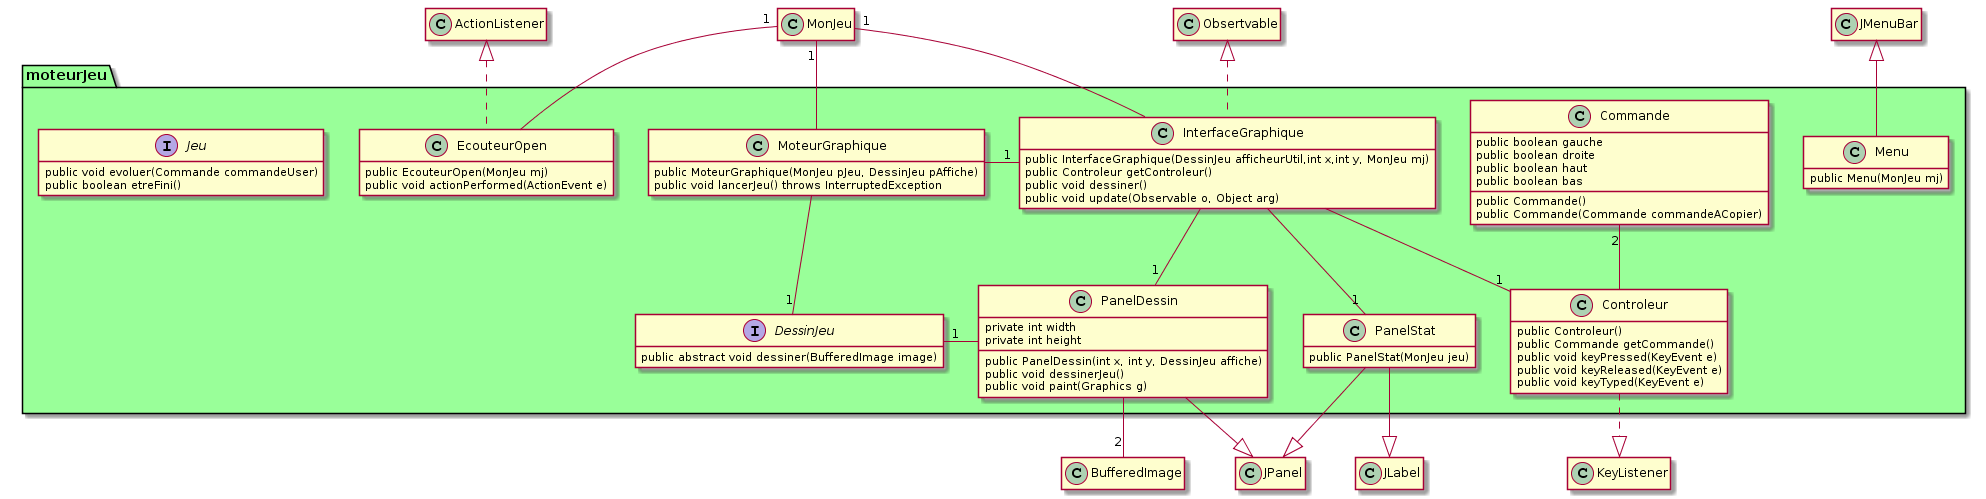 C ActionListener
1
C MonJeu
1
1
C Obsertvable
C JMenuBar
moteurJeu
I Jeu
public void evoluer(Commande commandeUser)
public boolean etreFini()
C EcouteurOpen
public EcouteurOpen(MonJeu mj)
public void actionPerformed(ActionEvent e)
C MoteurGraphique
public MoteurGraphique(MonJeu pJeu, DessinJeu pAffiche)
public void lancerJeu() throws InterruptedException
1
C InterfaceGraphique
public InterfaceGraphique(DessinJeu afficheurUtil,int x,int y, MonJeu mj)
public Controleur getControleur()
public void dessiner()
public void update(Observable o, Object arg)
C Commande
public boolean gauche
public boolean droite
public boolean haut
public boolean bas
public Commande()
public Commande(Commande commandeACopier)
C Menu
public Menu(MonJeu mj)
2
1
1
1
1
I DessinJeu
public abstract void dessiner(BufferedImage image)
1
C PanelDessin
private int width
private int height
public PanelDessin(int x, int y, DessinJeu affiche)
public void dessinerJeu()
public void paint(Graphics g)
C PanelStat
public PanelStat(MonJeu jeu)
C Controleur
public Controleur()
public Commande getCommande()
public void keyPressed(KeyEvent e)
public void keyReleased(KeyEvent e)
public void keyTyped(KeyEvent e)
2
C BufferedImage
C JPanel
C JLabel
C KeyListener